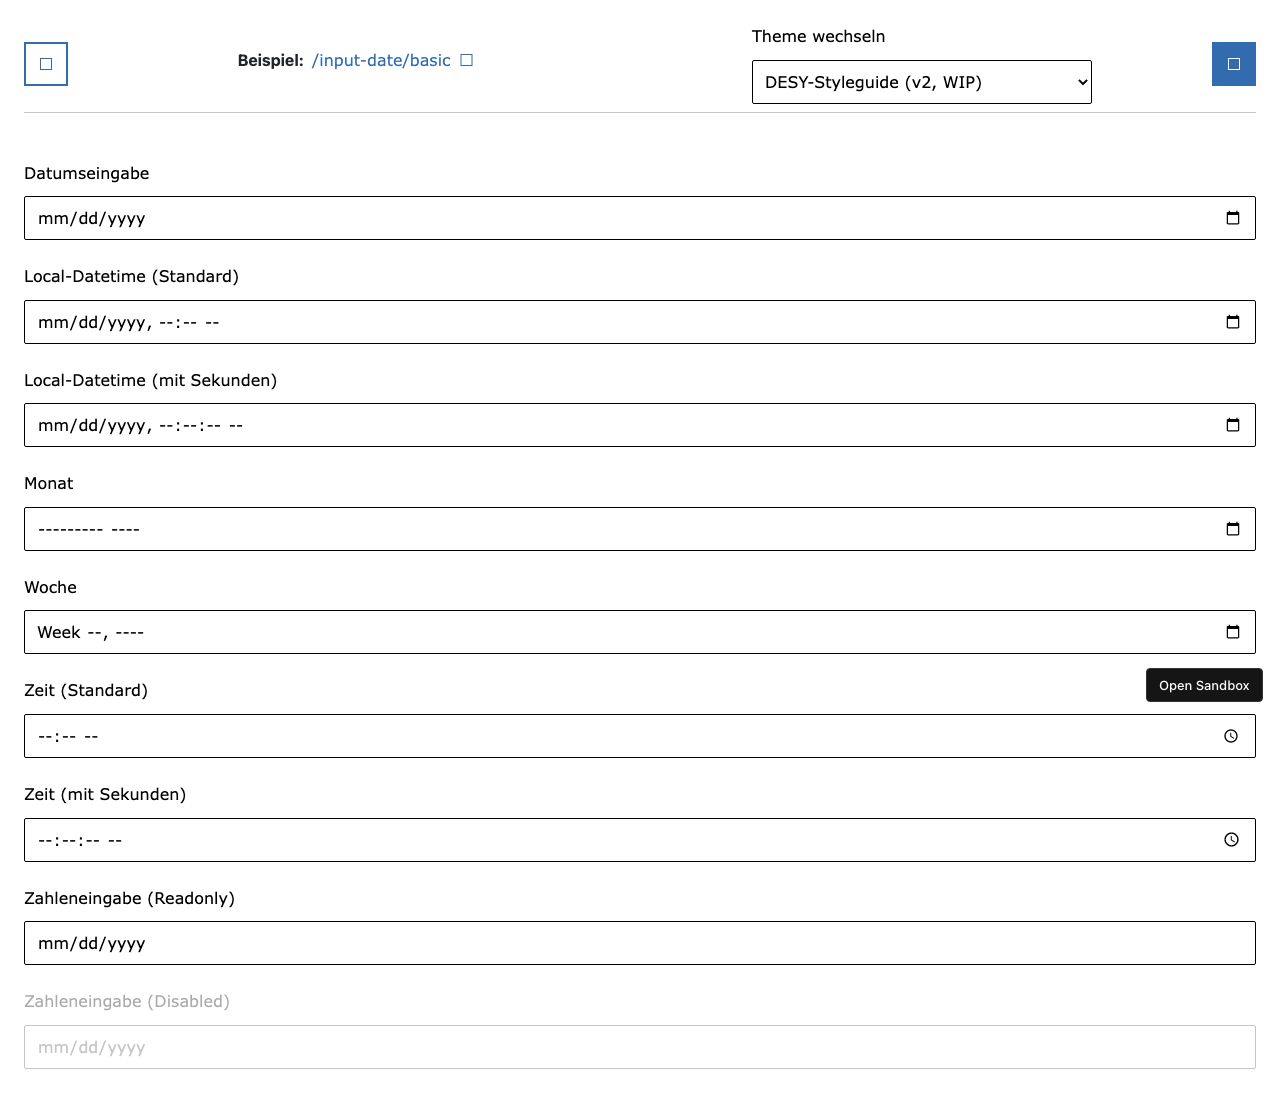 Beispiel: /input-date/basic
Theme wechseln
DESY-Styleguide (v2, WIP)
Datumseingabe
mm/dd/yyyy
Local-Datetime (Standard)
mm/dd/yyyy, --:-- --
Local-Datetime (mit Sekunden)
mm/dd/yyyy, --:--:-- --
Monat
--------- ----
Woche
Week --, ----
Zeit (Standard)
Open Sandbox
--:-- --
Zeit (mit Sekunden)
--:--:-- --
Zahleneingabe (Readonly)
mm/dd/yyyy
Zahleneingabe (Disabled)
mm/dd/yyyy